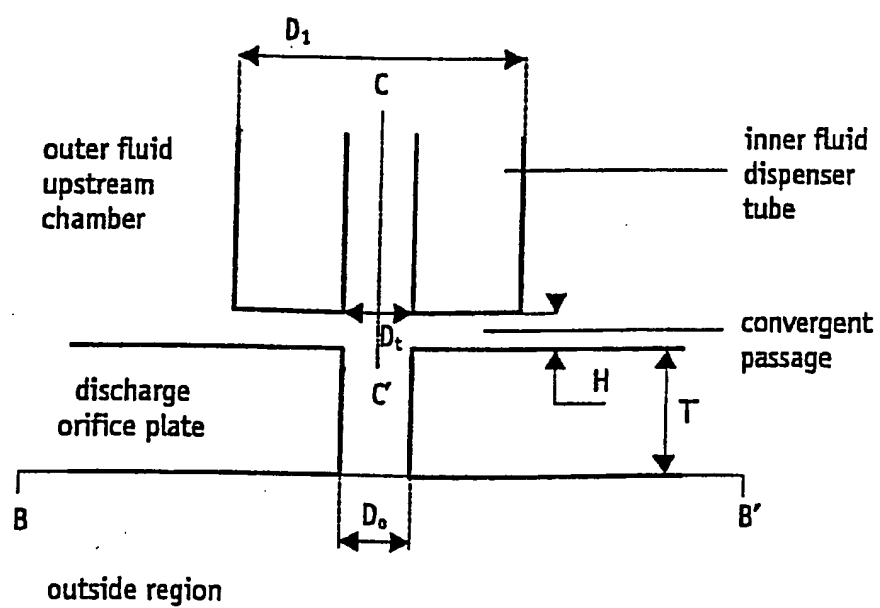 D₁
C
outer fluid
upstream
chamber
inner fluid
dispenser
tube
Dₜ
convergent
passage
C′
H
T
discharge
orifice plate
B
Dₒ
B′
outside region